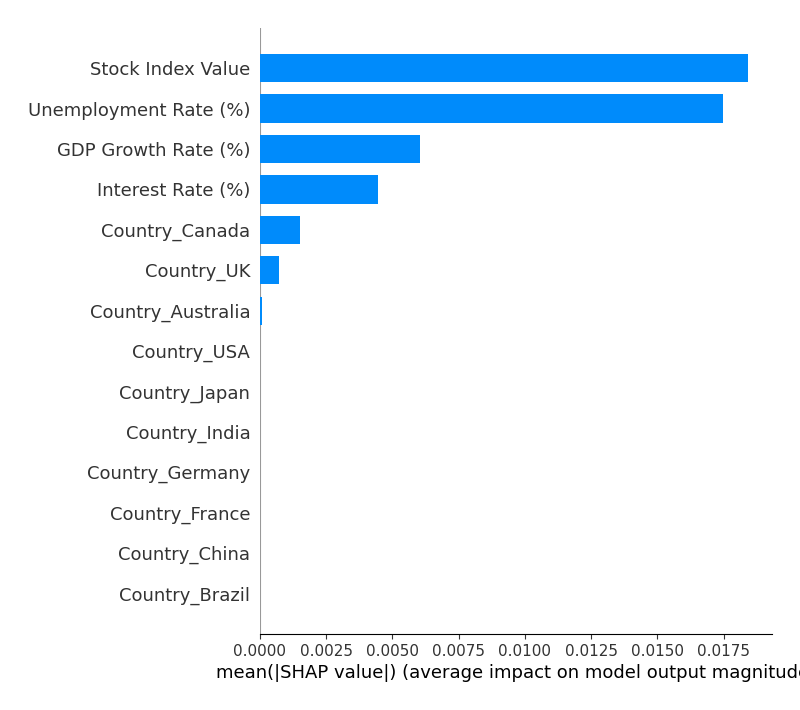 Stock Index Value
Unemployment Rate (%)
GDP Growth Rate (%)
Interest Rate (%)
Country_Canada
Country_UK
Country_Australia
Country_USA
Country_Japan
Country_India
Country_Germany
Country_France
Country_China
Country_Brazil
0.0000 0.0025 0.0050 0.0075 0.0100 0.0125 0.0150 0.0175
mean(|SHAP value|) (average impact on model output magnitude